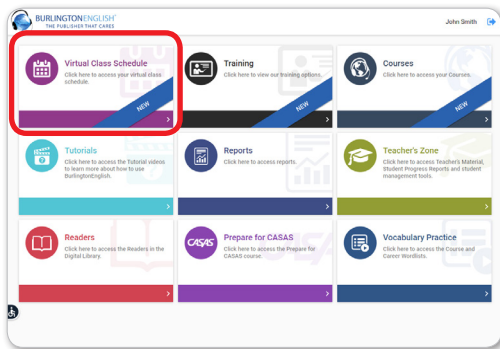 BURLINGTONENGLISH
THE PUBLISHER THAT CARES
John Smith
Virtual Class Schedule
Click here to access your virtual class
schedule.
NEW
Training
Click here to view our training options.
NEW
Courses
Click here to access your Courses.
NEW
Tutorials
Click here to access the Tutorial videos
to learn more about how to use
BurlingtonEnglish.
Reports
Click here to access reports.
Teacher's Zone
Click here to access Teacher's Material,
Student Progress Reports and student
management tools.
Readers
Click here to access the Readers in the
Digital Library.
CASAS
Prepare for CASAS
Click here to access the Prepare for
CASAS course.
Vocabulary Practice
Click here to access the Course and
Career Wordlists.